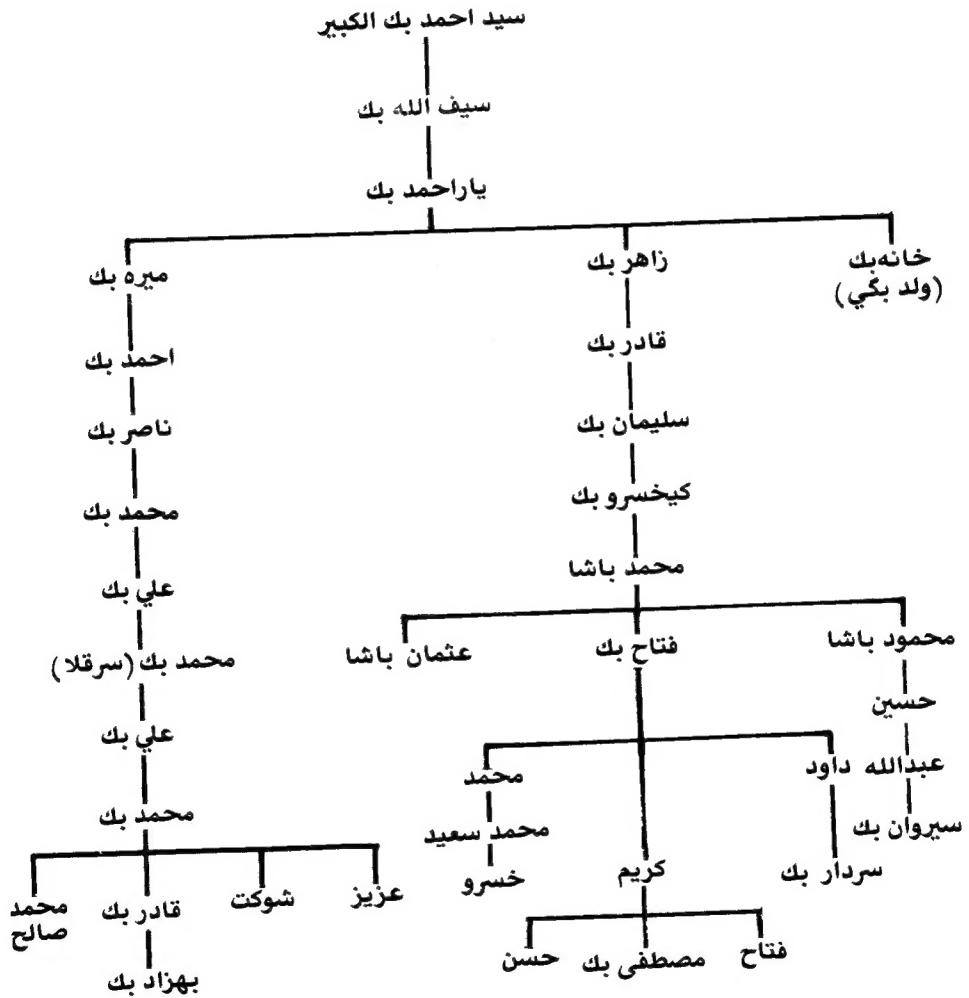 سيد احمد بك الكبير
سيف الله بك
ياراحمد بك
خانه‌بك
(ولد بگي)
زاهر بك
ميره بك
قادر بك
احمد بك
سليمان بك
ناصر بك
كيخسرو بك
محمد بك
محمد باشا
علي بك
محمود باشا
فتاح بك
عثمان باشا
محمد بك (سرقلا)
حسين
علي بك
عبدالله
داود
محمد
محمد بك
سيروان بك
محمد سعيد
سردار بك
كريم
خسرو
عزيز
شوكت
قادر بك
محمد
صالح
فتاح
مصطفى بك
حسن
بهزاد بك